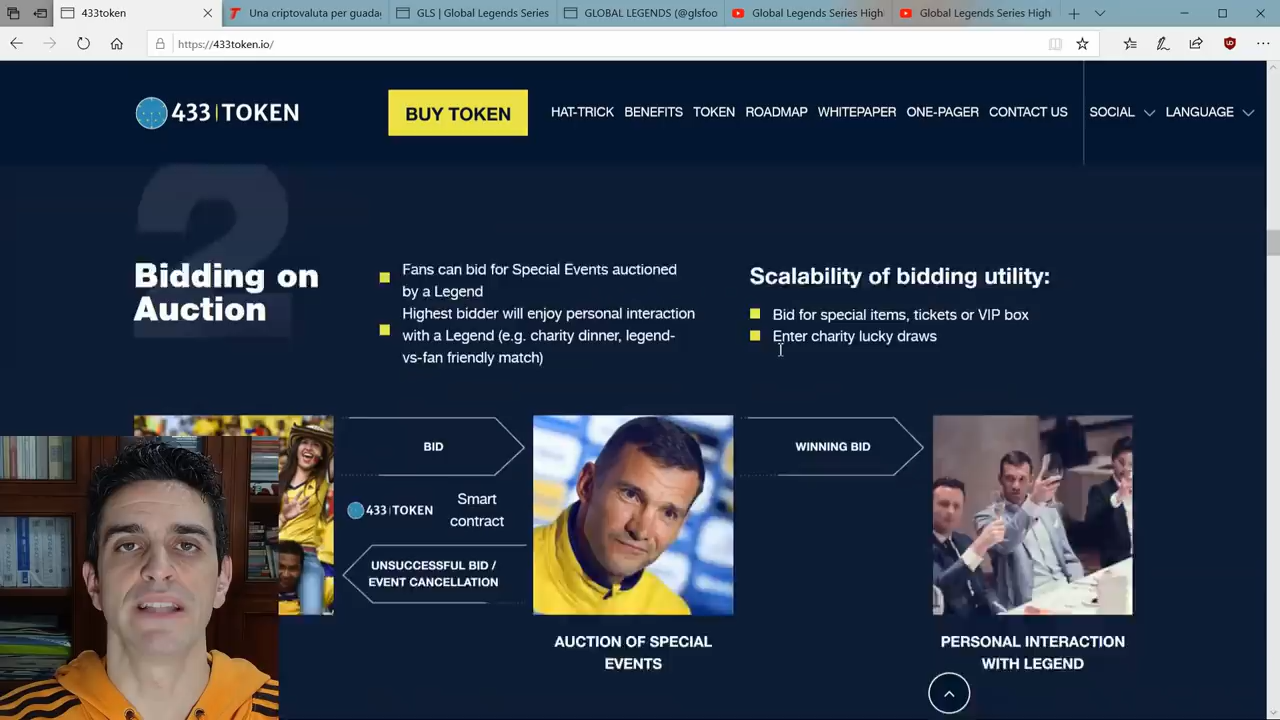 433token
Una criptovaluta per guada
GLS | Global Legends Series
GLOBAL LEGENDS (@glsfoo
Global Legends Series High
Global Legends Series High
https://433token.io/
433 TOKEN
BUY TOKEN
HAT-TRICK
BENEFITS
TOKEN
ROADMAP
WHITEPAPER
ONE-PAGER
CONTACT US
SOCIAL
LANGUAGE
2
Bidding on
Auction
Fans can bid for Special Events auctioned
by a Legend
Highest bidder will enjoy personal interaction
with a Legend (e.g. charity dinner, legend-
vs-fan friendly match)
Scalability of bidding utility:
Bid for special items, tickets or VIP box
Enter charity lucky draws
BID
433 TOKEN
Smart
contract
UNSUCCESSFUL BID /
EVENT CANCELLATION
WINNING BID
AUCTION OF SPECIAL
EVENTS
PERSONAL INTERACTION
WITH LEGEND